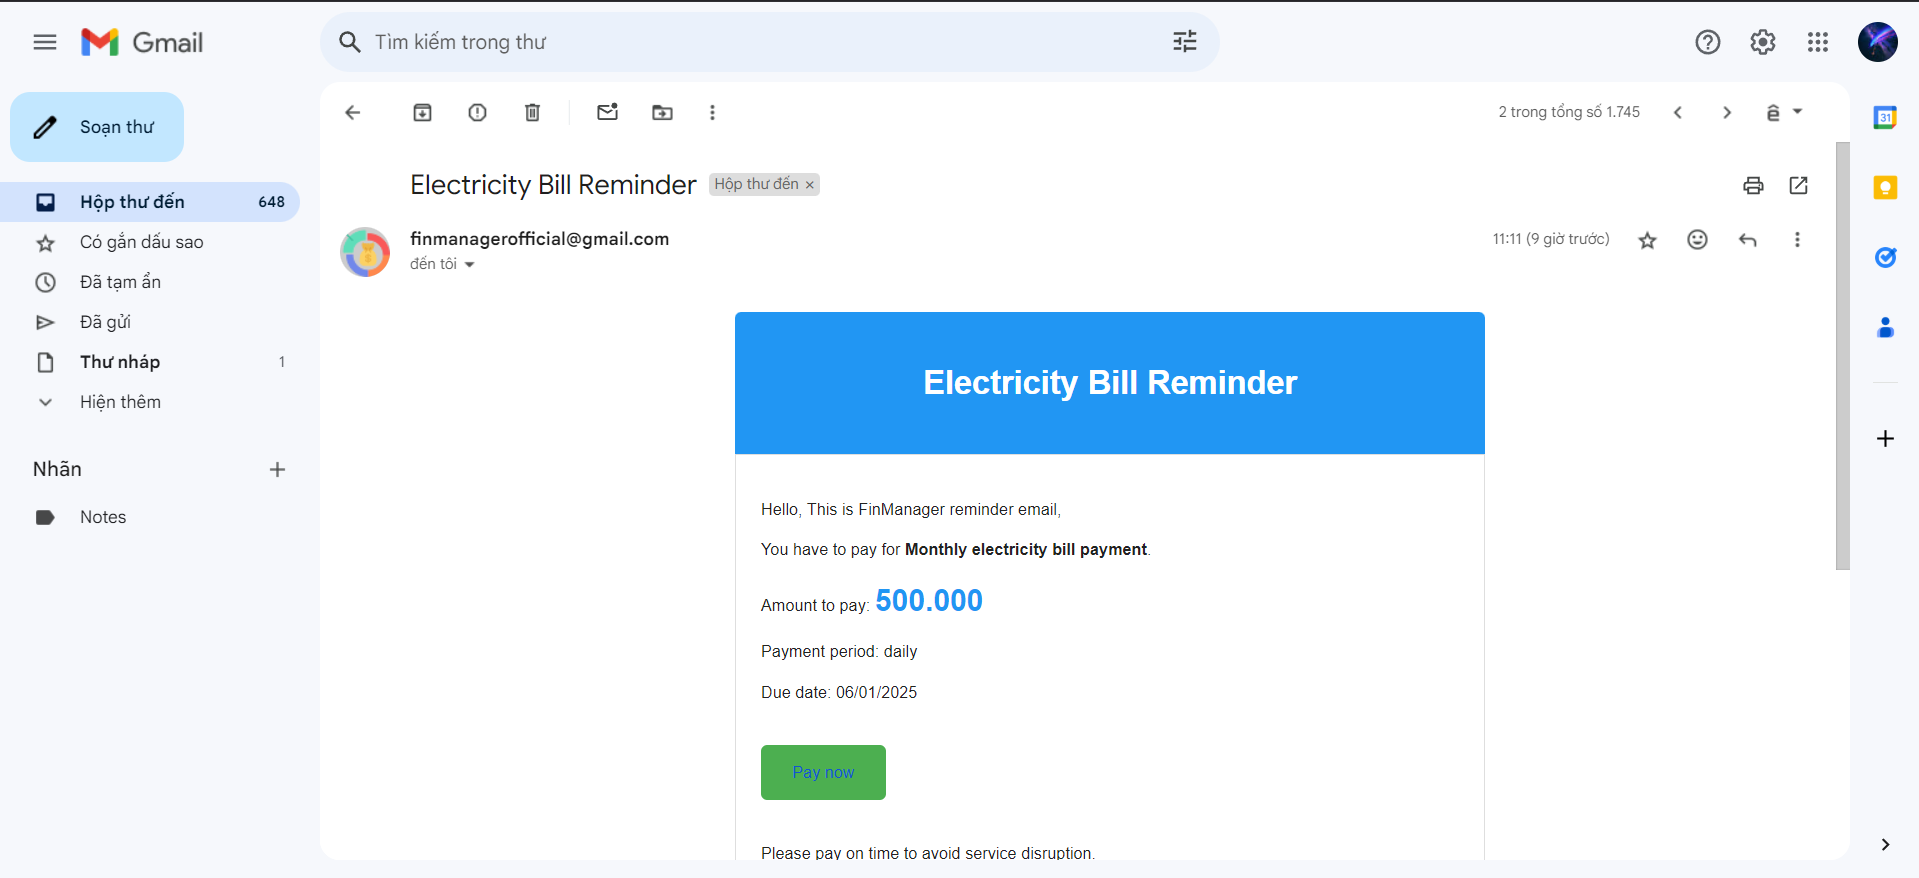 Gmail
Tìm kiếm trong thư
Soạn thư
2 trong tổng số 1.745
ê
31
Electricity Bill Reminder
Hộp thư đến ×
Hộp thư đến 648
Có gắn dấu sao
Đã tạm ẩn
Đã gửi
Thư nháp 1
Hiện thêm
Nhãn
Notes
finmanagerofficial@gmail.com
11:11 (9 giờ trước)
đến tôi
Electricity Bill Reminder
Hello, This is FinManager reminder email,
You have to pay for Monthly electricity bill payment.
Amount to pay: 500.000
Payment period: daily
Due date: 06/01/2025
Pay now
Please pay on time to avoid service disruption.